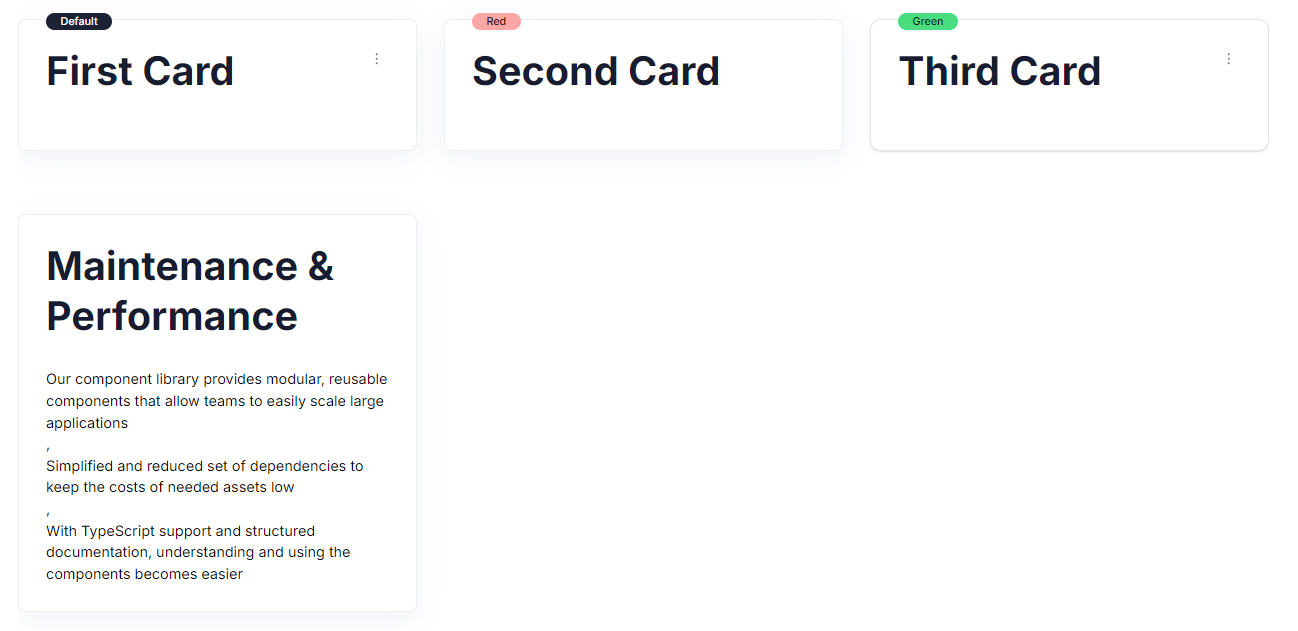 Default
First Card
Red
Second Card
Green
Third Card
Maintenance &
Performance
Our component library provides modular, reusable
components that allow teams to easily scale large
applications
,
Simplified and reduced set of dependencies to
keep the costs of needed assets low
,
With TypeScript support and structured
documentation, understanding and using the
components becomes easier